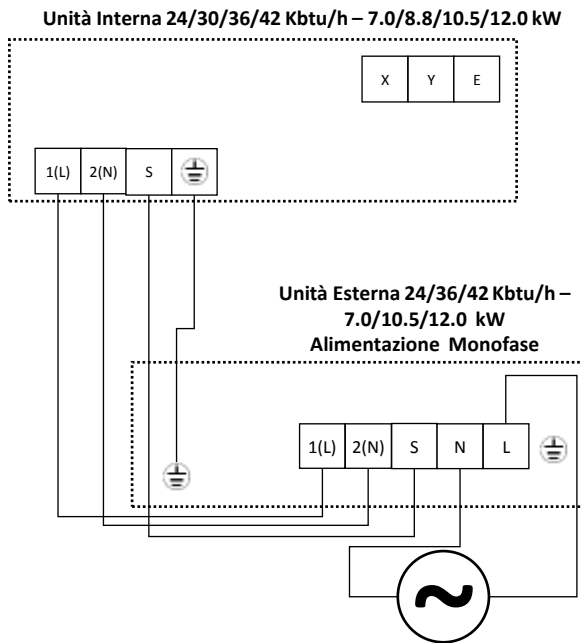 Unità Interna 24/30/36/42 Kbtu/h – 7.0/8.8/10.5/12.0 kW
X Y E
1(L) 2(N) S
Unità Esterna 24/36/42 Kbtu/h –
7.0/10.5/12.0 kW
Alimentazione Monofase
1(L) 2(N) S N L